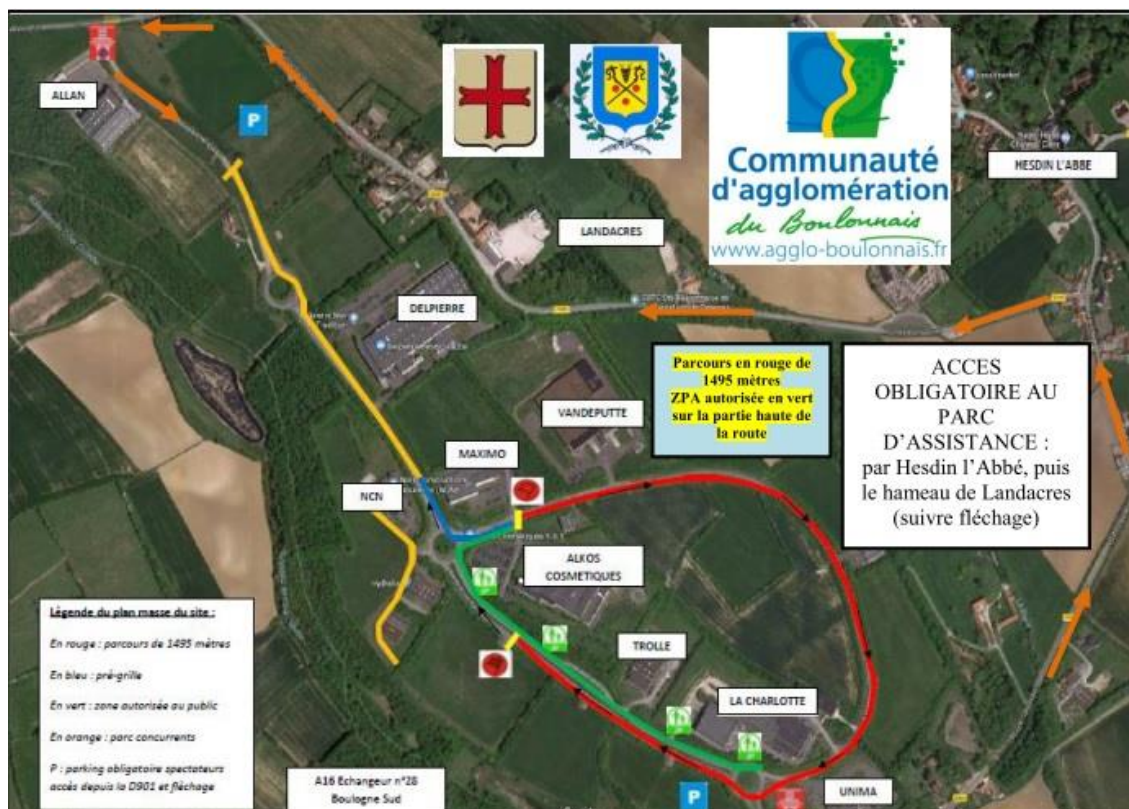 ALLAN
P
Communauté
d'agglomération
du Boulonnais
www.agglo-boulonnais.fr
HESDIN L'ABBE
LANDACRES
DELPIERRE
Parcours en rouge de
1495 mètres
ZPA autorisée en vert
sur la partie haute de
la route
ACCES
OBLIGATOIRE AU
PARC
D'ASSISTANCE :
par Hesdin l'Abbé, puis
le hameau de Landacres
(suivre fléchage)
VANDEPUTTE
MAXIMO
NCN
ALKOS
COSMETIQUES
TROLLE
LA CHARLOTTE
UNIMA
P
Légende du plan masse du site :
En rouge : parcours de 1495 mètres
En bleu : pré-grille
En vert : zone autorisée au public
En orange : parc concurrents
P : parking obligatoire spectateurs
accès depuis la D901 et fléchage
A16 Echangeur n°28
Boulogne Sud